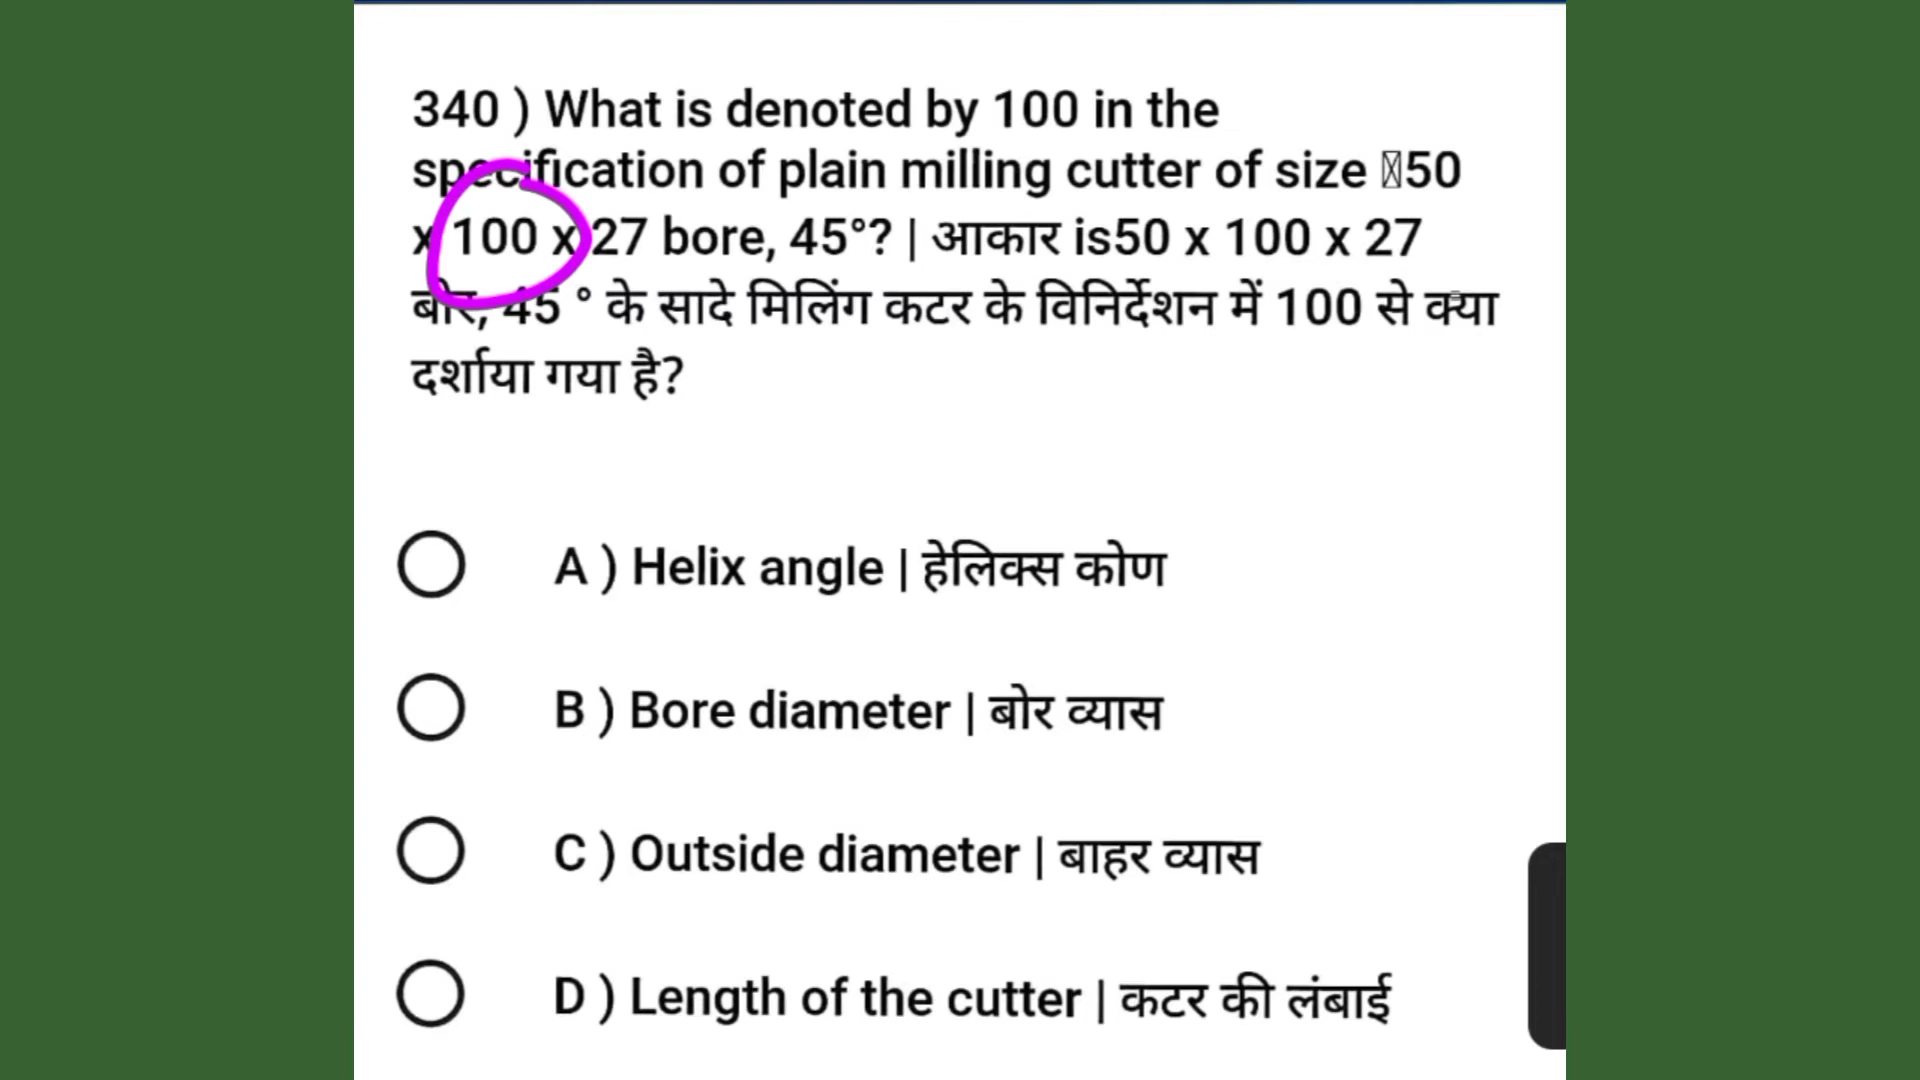 340 ) What is denoted by 100 in the
specification of plain milling cutter of size 50
x 100 x 27 bore, 45°? | आकार is50 x 100 x 27
बोर, 45 ° के सादे मिलिंग कटर के विनिर्देशन में 100 से क्या
दर्शाया गया है?
A ) Helix angle | हेलिक्स कोण
B ) Bore diameter | बोर व्यास
C ) Outside diameter | बाहर व्यास
D ) Length of the cutter | कटर की लंबाई